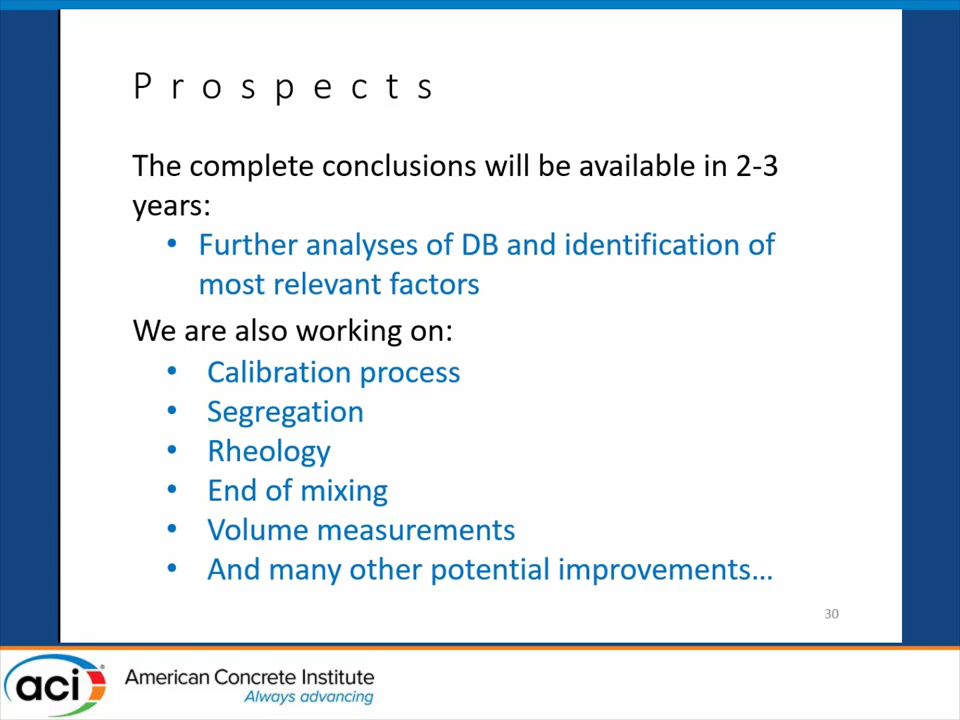 P r o s p e c t s
The complete conclusions will be available in 2-3
years:
• Further analyses of DB and identification of
most relevant factors
We are also working on:
• Calibration process
• Segregation
• Rheology
• End of mixing
• Volume measurements
• And many other potential improvements…
30
aci®
American Concrete Institute
Always advancing